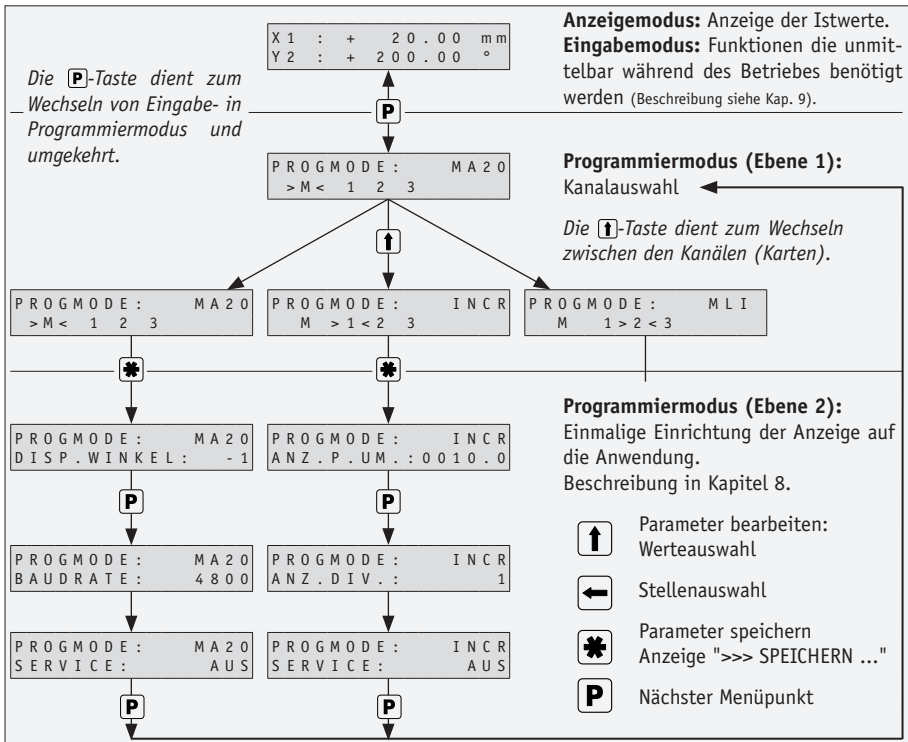 X1 : + 20.00 mm
Y2 : + 200.00 °
Anzeigemodus: Anzeige der Istwerte.
Eingabemodus: Funktionen die unmit-
telbar während des Betriebes benötigt
werden (Beschreibung siehe Kap. 9).
Die P-Taste dient zum
Wechseln von Eingabe- in
Programmiermodus und
umgekehrt.
P
PROGMODE: MA20
>M< 1 2 3
Programmiermodus (Ebene 1):
Kanalauswahl
Die ↑-Taste dient zum Wechseln
zwischen den Kanälen (Karten).
↑
PROGMODE: MA20
>M< 1 2 3
PROGMODE: INCR
M >1<2 3
PROGMODE: MLI
M 1>2<3
✱
✱
Programmiermodus (Ebene 2):
Einmalige Einrichtung der Anzeige auf
die Anwendung.
Beschreibung in Kapitel 8.
PROGMODE: MA20
DISP.WINKEL: -1
PROGMODE: INCR
ANZ.P.UM.:0010.0
P
P
↑ Parameter bearbeiten:
Werteauswahl
← Stellenauswahl
✱ Parameter speichern
Anzeige ">>> SPEICHERN ..."
P Nächster Menüpunkt
PROGMODE: MA20
BAUDRATE: 4800
PROGMODE: INCR
ANZ.DIV.: 1
PROGMODE: MA20
SERVICE: AUS
PROGMODE: INCR
SERVICE: AUS
P
P